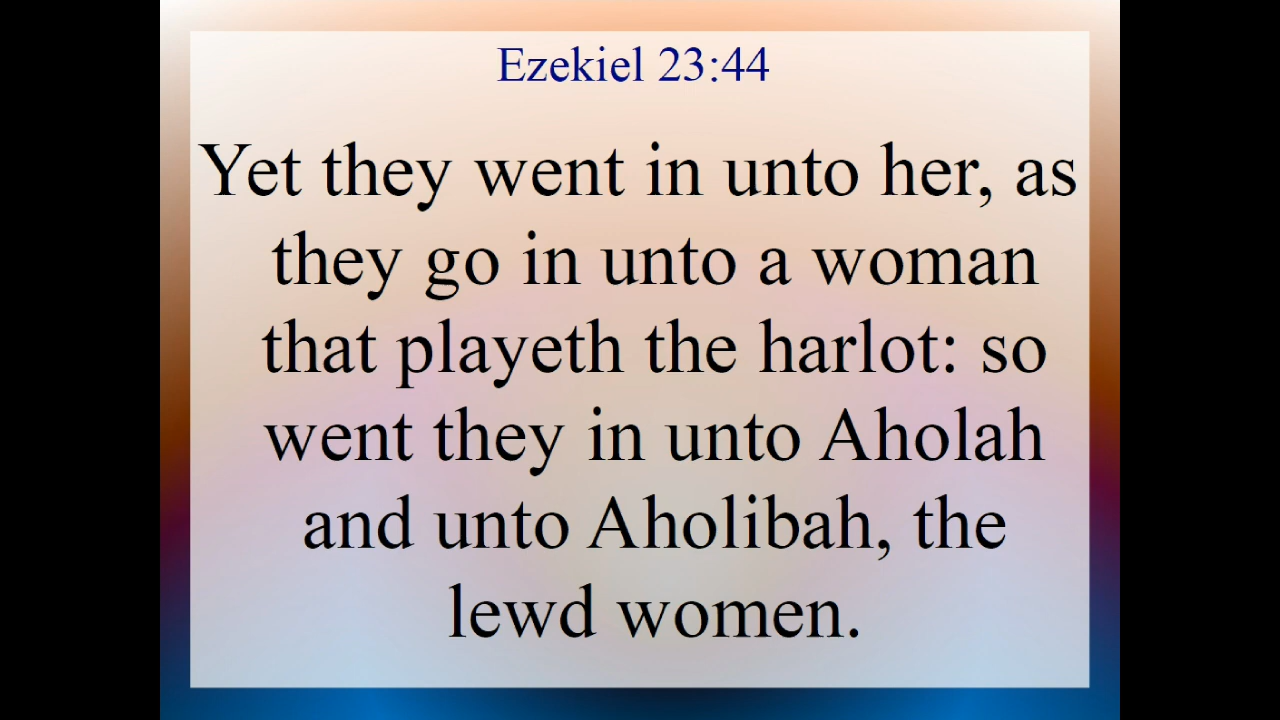 Ezekiel 23:44
Yet they went in unto her, as
they go in unto a woman
that playeth the harlot: so
went they in unto Aholah
and unto Aholibah, the
lewd women.